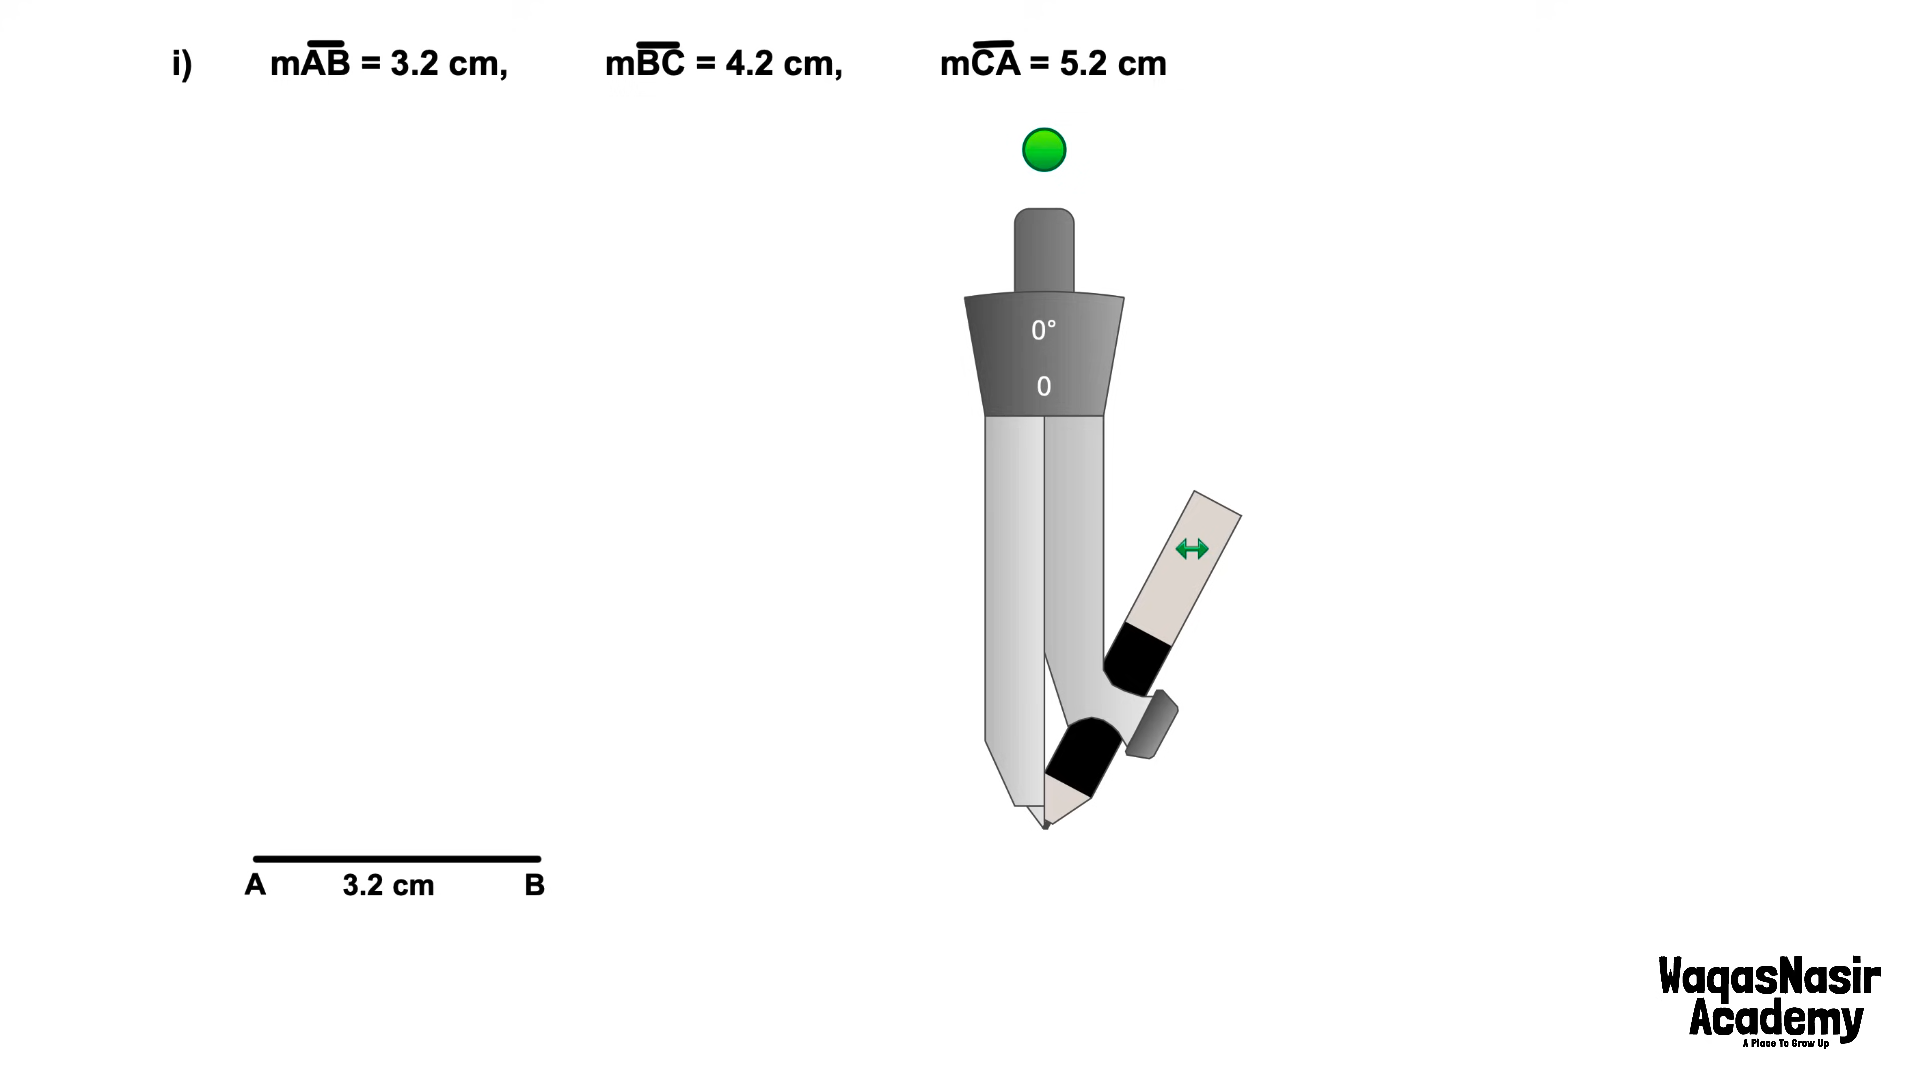 i) mAB = 3.2 cm, mBC = 4.2 cm, mCA = 5.2 cm
0°
0
A 3.2 cm B
WaqasNasir
Academy
A Place To Grow Up